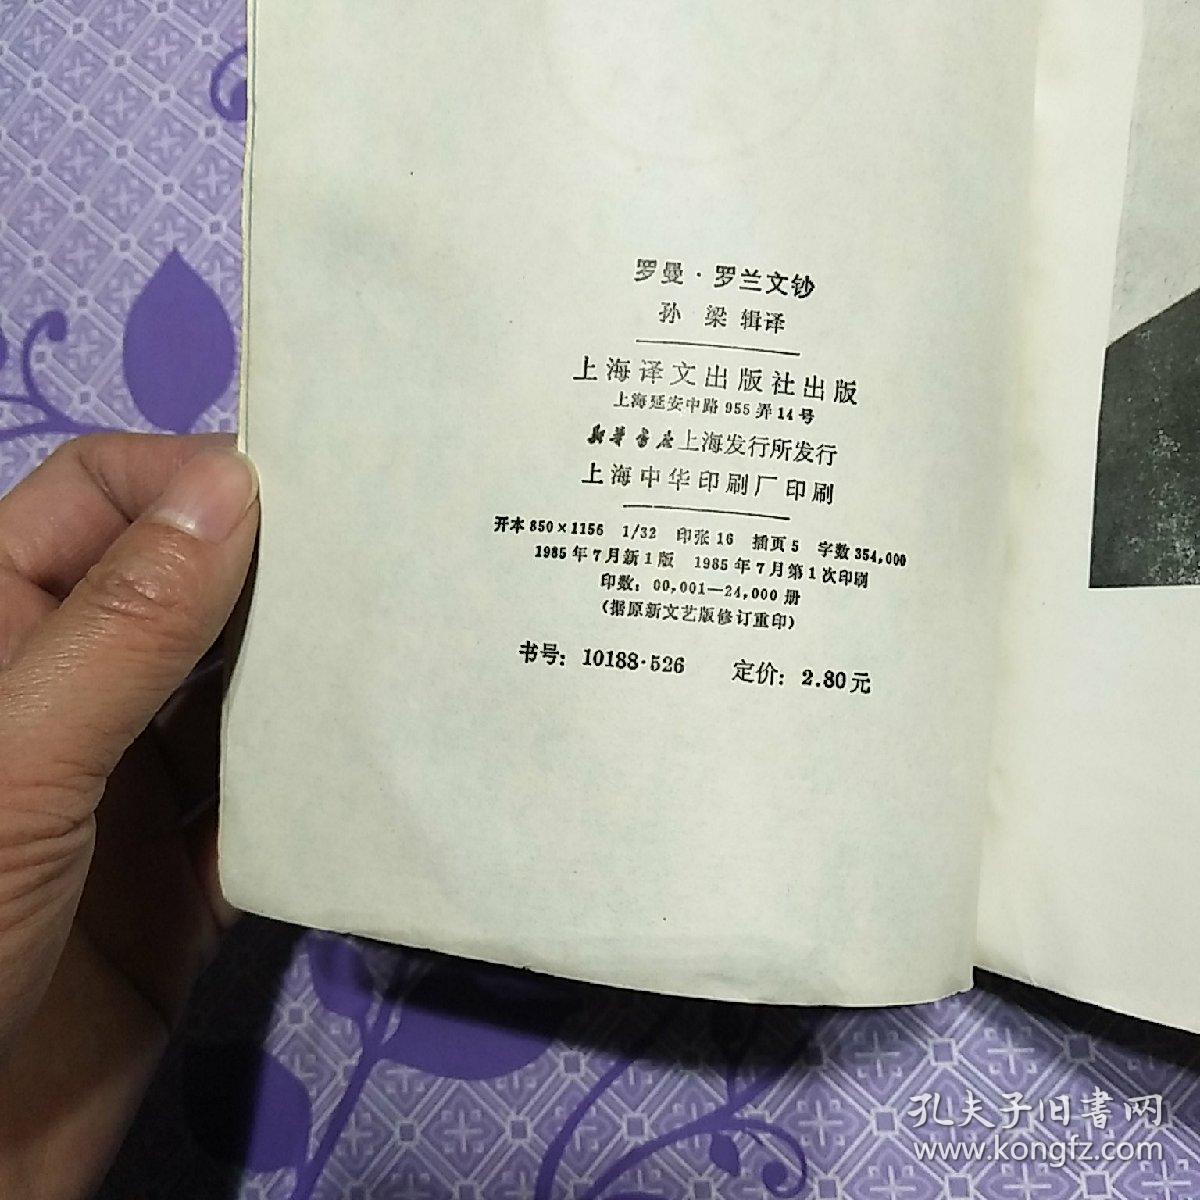 罗曼·罗兰文钞
孙 梁 辑译
上海译文出版社出版
上海延安中路955弄14号
新华书店上海发行所发行
上海中华印刷厂印刷
开本 850×1156 1/32 印张 16 插页 5 字数 354,000
1985年7月新1版 1985年7月第1次印刷
印数：00,001—24,000 册
（据原新文艺版修订重印）
书号：10188·526 定价：2.80元
孔夫子旧書网
www.kongfz.com